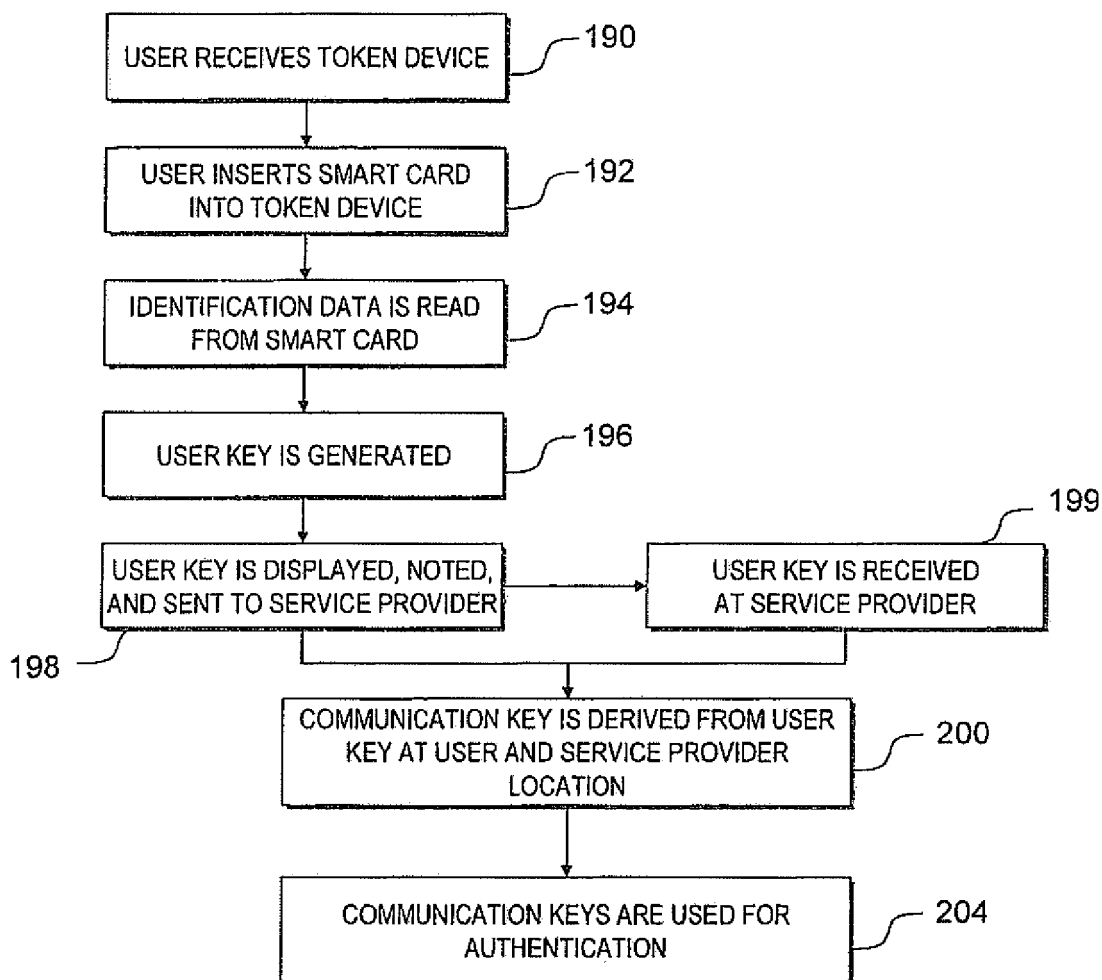 USER RECEIVES TOKEN DEVICE
190
USER INSERTS SMART CARD
INTO TOKEN DEVICE
192
IDENTIFICATION DATA IS READ
FROM SMART CARD
194
USER KEY IS GENERATED
196
USER KEY IS DISPLAYED, NOTED,
AND SENT TO SERVICE PROVIDER
198
USER KEY IS RECEIVED
AT SERVICE PROVIDER
199
COMMUNICATION KEY IS DERIVED FROM USER
KEY AT USER AND SERVICE PROVIDER
LOCATION
200
COMMUNICATION KEYS ARE USED FOR
AUTHENTICATION
204